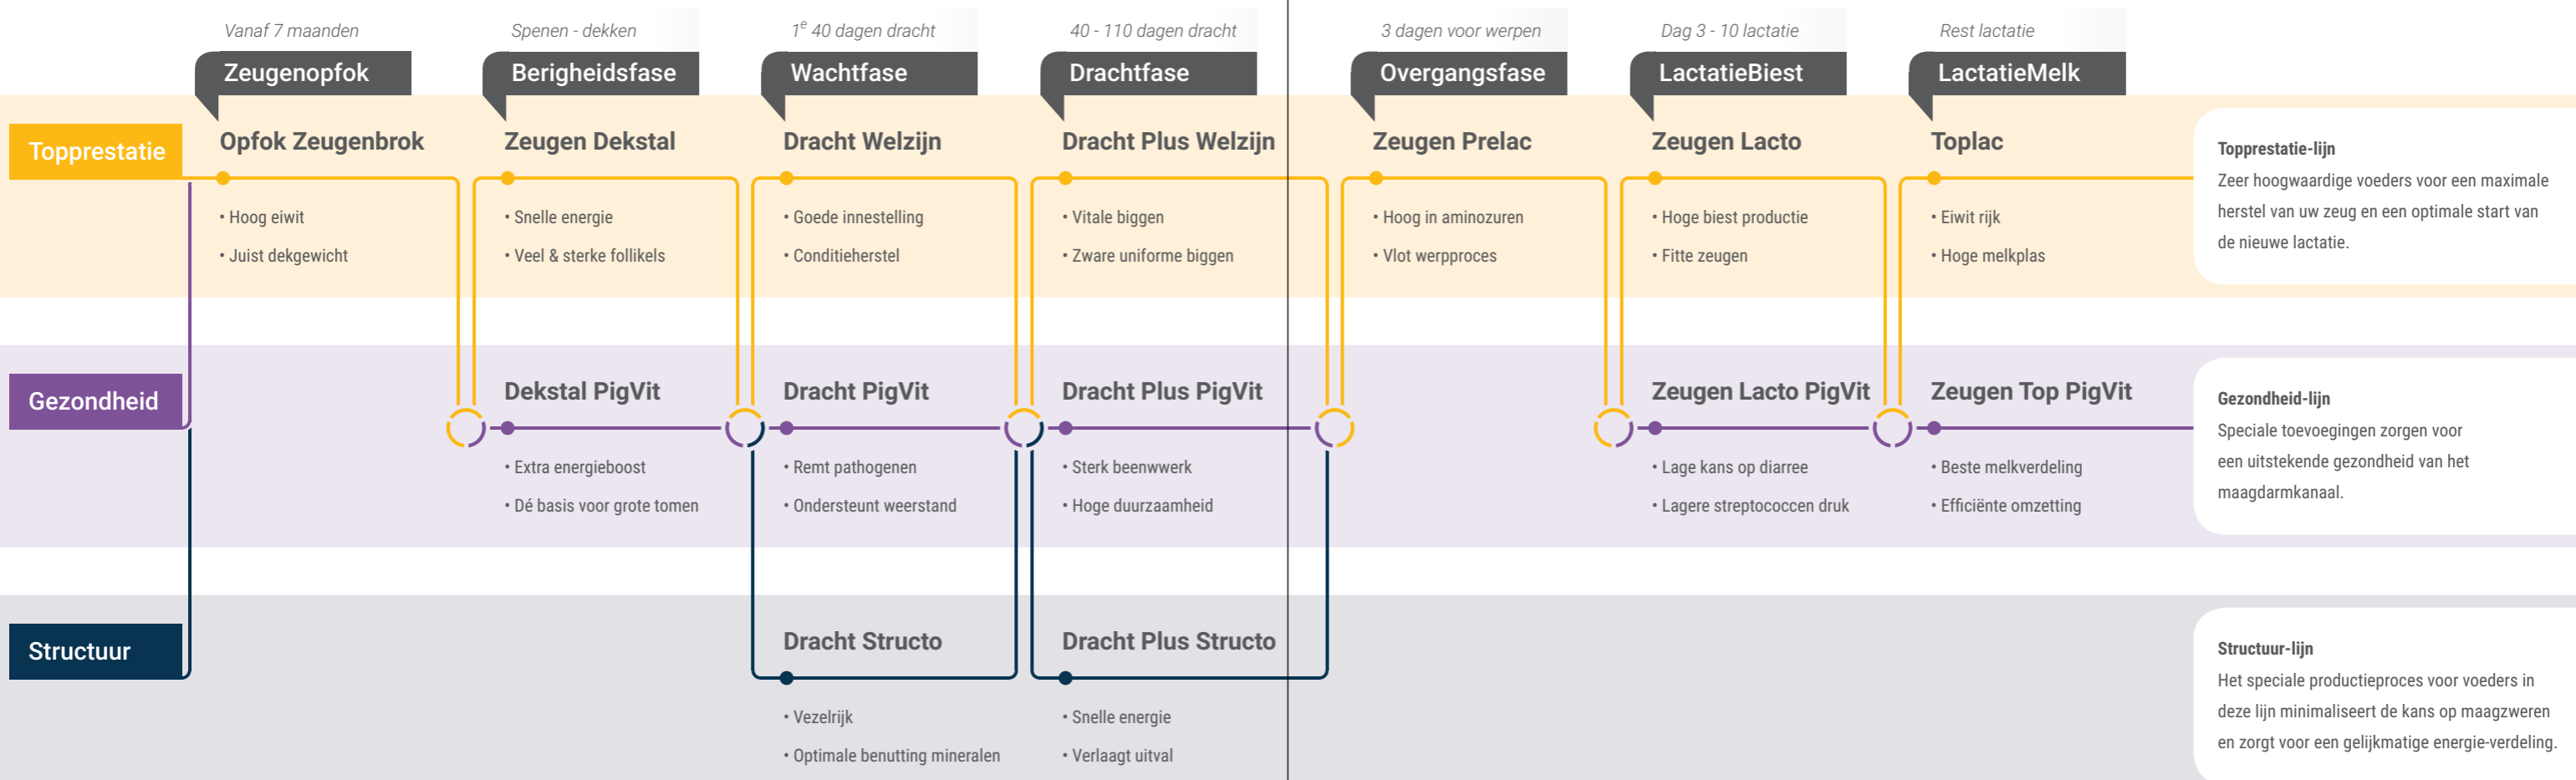 Vanaf 7 maanden
Spenen - dekken
1e 40 dagen dracht
40 - 110 dagen dracht
3 dagen voor werpen
Dag 3 - 10 lactatie
Rest lactatie
Zeugenopfok
Berigheidsfase
Wachtfase
Drachtfase
Overgangsfase
LactatieBiest
LactatieMelk
Topprestatie
Opfok Zeugenbrok
• Hoog eiwit
• Juist dekgewicht
Zeugen Dekstal
• Snelle energie
• Veel & sterke follikels
Dracht Welzijn
• Goede innestelling
• Conditieherstel
Dracht Plus Welzijn
• Vitale biggen
• Zware uniforme biggen
Zeugen Prelac
• Hoog in aminozuren
• Vlot werpproces
Zeugen Lacto
• Hoge biest productie
• Fitte zeugen
Toplac
• Eiwit rijk
• Hoge melkplas
Topprestatie-lijn
Zeer hoogwaardige voeders voor een maximale
herstel van uw zeug en een optimale start van
de nieuwe lactatie.
Gezondheid
Dekstal PigVit
• Extra energieboost
• Dé basis voor grote tomen
Dracht PigVit
• Remt pathogenen
• Ondersteunt weerstand
Dracht Plus PigVit
• Sterk beenwwerk
• Hoge duurzaamheid
Zeugen Lacto PigVit
• Lage kans op diarree
• Lagere streptococcen druk
Zeugen Top PigVit
• Beste melkverdeling
• Efficiënte omzetting
Gezondheid-lijn
Speciale toevoegingen zorgen voor
een uitstekende gezondheid van het
maagdarmkanaal.
Structuur
Dracht Structo
• Vezelrijk
• Optimale benutting mineralen
Dracht Plus Structo
• Snelle energie
• Verlaagt uitval
Structuur-lijn
Het speciale productieproces voor voeders in
deze lijn minimaliseert de kans op maagzweren
en zorgt voor een gelijkmatige energie-verdeling.